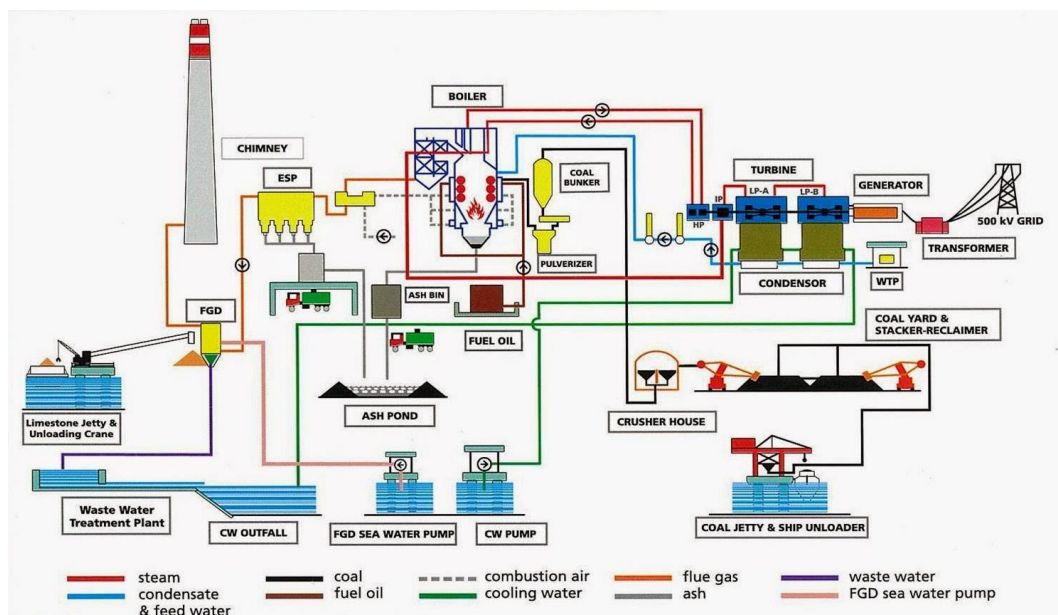 BOILER
CHIMNEY
ESP
COAL
BUNKER
TURBINE
LP-A
LP-B
IP
HP
GENERATOR
500 kV GRID
TRANSFORMER
PULVERIZER
CONDENSOR
WTP
ASH BIN
FUEL OIL
FGD
COAL YARD &
STACKER-RECLAIMER
Limestone Jetty &
Unloading Crane
ASH POND
CRUSHER HOUSE
Waste Water
Treatment Plant
CW OUTFALL
FGD SEA WATER PUMP
CW PUMP
COAL JETTY & SHIP UNLOADER
steam
coal
combustion air
flue gas
waste water
condensate
& feed water
fuel oil
cooling water
ash
FGD sea water pump